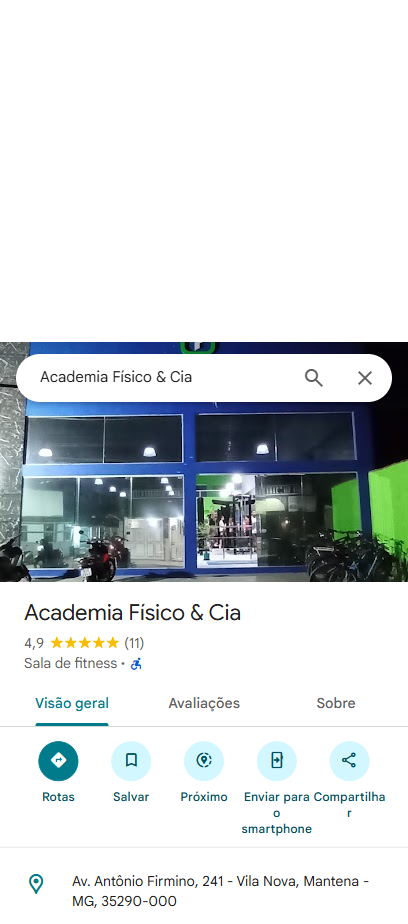 Academia Físico & Cia
Academia Físico & Cia
4,9 (11)
Sala de fitness ·
Visão geral Avaliações Sobre
Rotas
Salvar
Próximo
Enviar para
o
smartphone
Compartilha
r
Av. Antônio Firmino, 241 - Vila Nova, Mantena -
MG, 35290-000